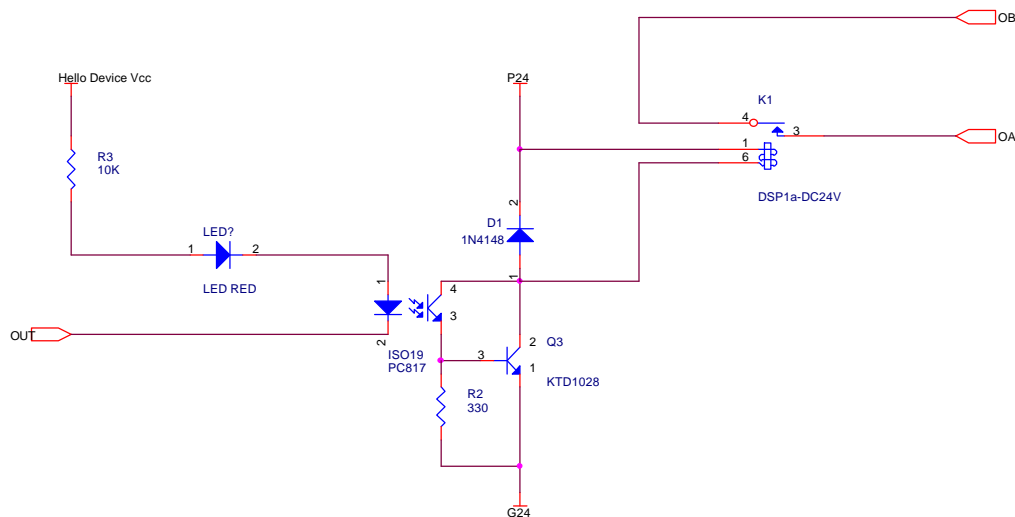 OB
Hello Device Vcc
P24
K1
4
3
OA
R3
10K
1
6
DSP1a-DC24V
2
D1
1N4148
LED?
1
2
LED RED
1
1
4
3
2
OUT
ISO19
PC817
3
2
Q3
1
KTD1028
R2
330
G24